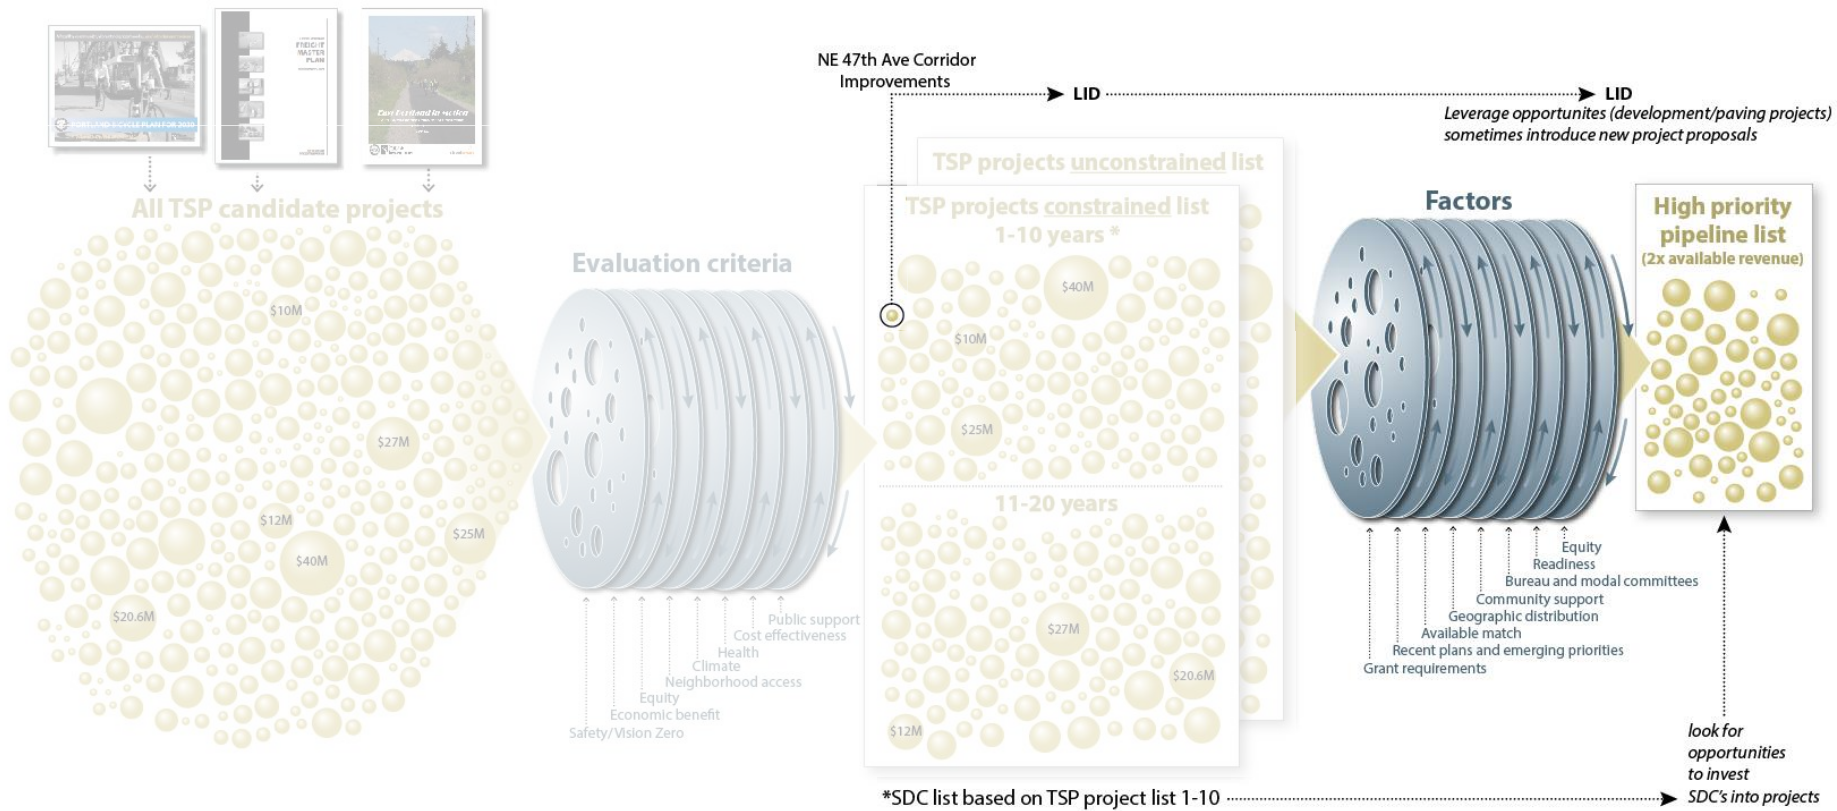 FREIGHT
MASTER
PLAN
PORTLAND BICYCLE PLAN FOR 2030
All TSP candidate projects
$10M
$27M
$12M
$25M
$40M
$20.6M
Evaluation criteria
Public support
Cost effectiveness
Health
Climate
Neighborhood access
Equity
Economic benefit
Safety/Vision Zero
NE 47th Ave Corridor
Improvements
LID
LID
Leverage opportunites (development/paving projects)
sometimes introduce new project proposals
TSP projects unconstrained list
TSP projects constrained list
1-10 years *
$40M
$10M
$25M
11-20 years
$27M
$20.6M
$12M
*SDC list based on TSP project list 1-10
Factors
Equity
Readiness
Bureau and modal committees
Community support
Geographic distribution
Available match
Recent plans and emerging priorities
Grant requirements
High priority
pipeline list
(2x available revenue)
look for
opportunities
to invest
SDC's into projects